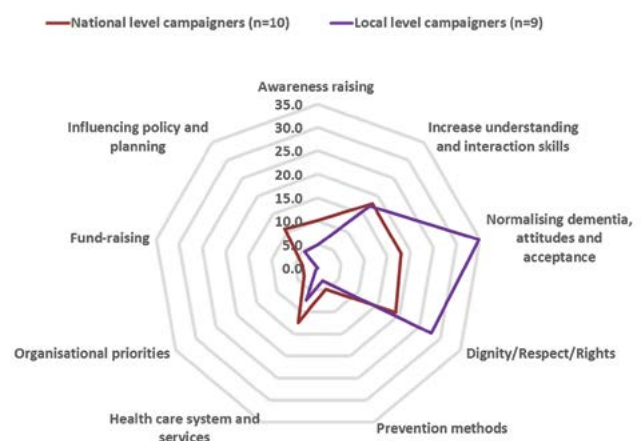 National level campaigners (n=10)
Local level campaigners (n=9)
Awareness raising
35.0
30.0
25.0
20.0
15.0
10.0
5.0
0.0
Increase understanding
and interaction skills
Normalising dementia,
attitudes and
acceptance
Dignity/Respect/Rights
Prevention methods
Health care system and
services
Organisational priorities
Fund-raising
Influencing policy and
planning